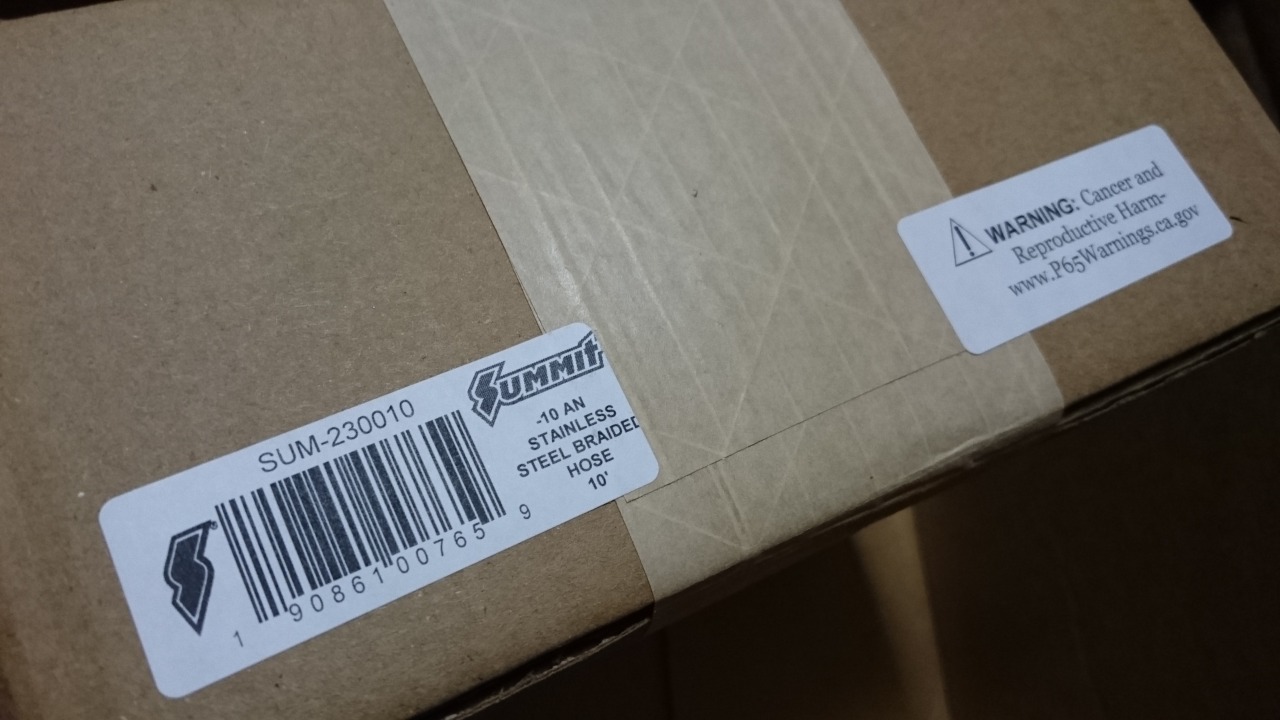 SUM-230010
SUMMIT
-10 AN
STAINLESS
STEEL BRAIDED
HOSE
10'
1 90861 00765 9
WARNING: Cancer and
Reproductive Harm-
www.P65Warnings.ca.gov